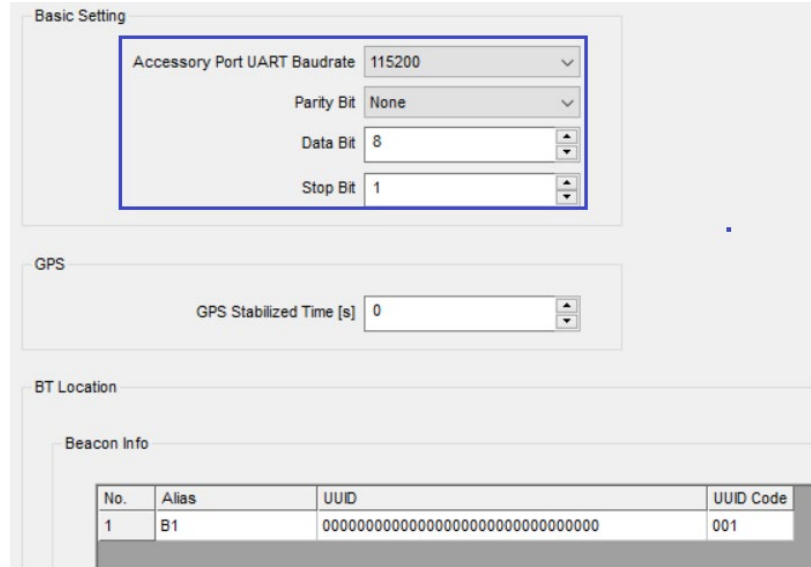 Basic Setting
Accessory Port UART Baudrate 115200
Parity Bit None
Data Bit 8
Stop Bit 1
GPS
GPS Stabilized Time [s] 0
BT Location
Beacon Info
No. Alias UUID UUID Code
1 B1 00000000000000000000000000000000 001